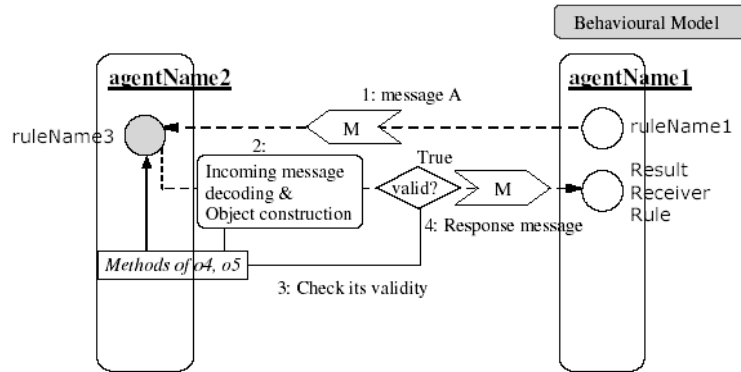 Behavioural Model
agentName2
agentName1
1: message A
M
ruleName3
ruleName1
2:
True
Incoming message
decoding &
Object construction
valid?
M
Result
Receiver
Rule
4: Response message
Methods of o4, o5
3: Check its validity